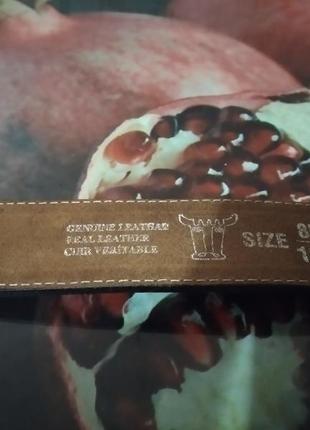 GENUINE LEATHER
REAL LEATHER
CUIR VERITABLE
SIZE